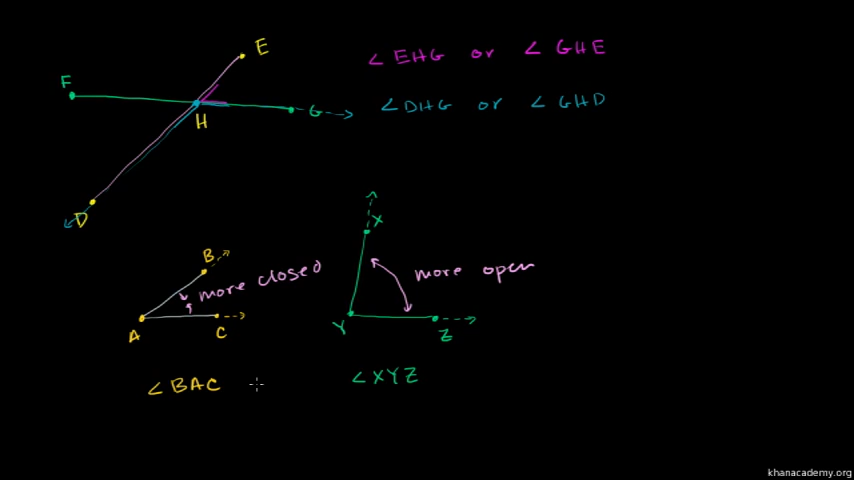 E
∠EHG or ∠GHE
F
G
∠DHG or ∠GHD
H
D
X
B
more closed
more open
A
C
Y
Z
∠BAC
∠XYZ
khanacademy.org